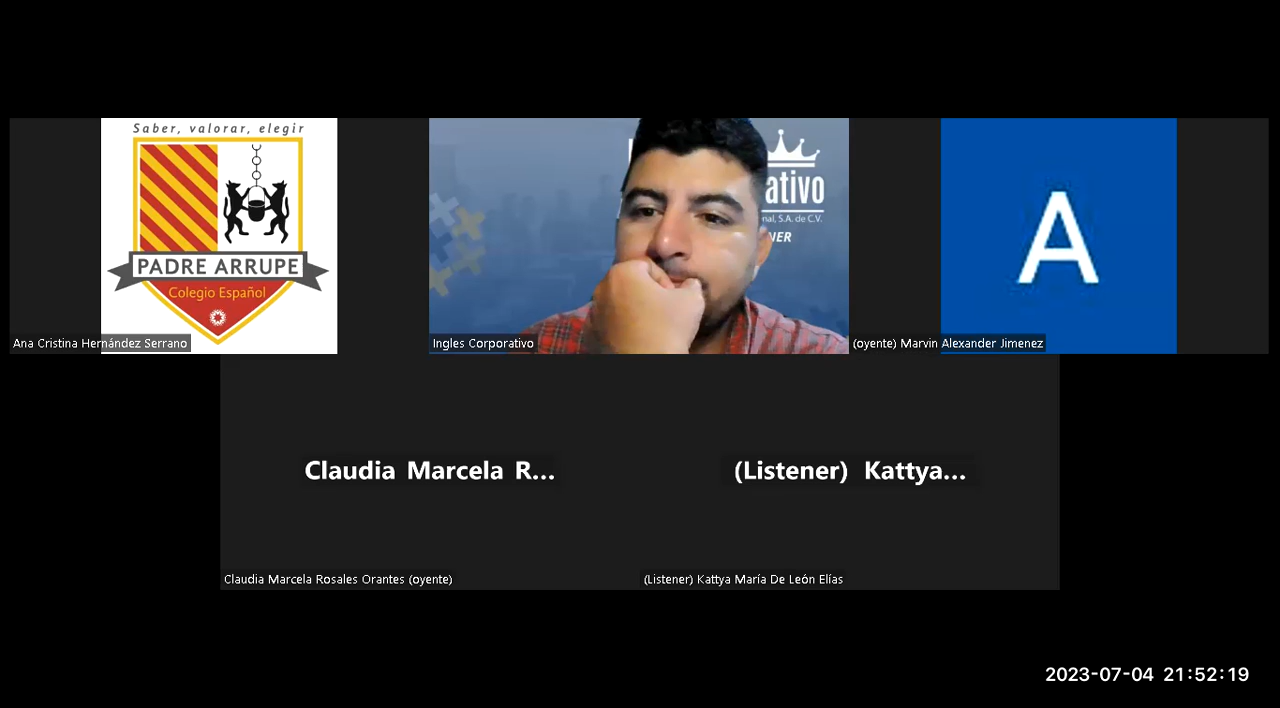 Saber, valorar, elegir
PADRE ARRUPE
Colegio Español
Ana Cristina Hernández Serrano
ativo
nal, S.A. de C.V.
NER
Ingles Corporativo
A
(oyente) Marvin Alexander Jimenez
Claudia Marcela R...
(Listener) Kattya...
Claudia Marcela Rosales Orantes (oyente)
(Listener) Kattya María De León Elías
2023-07-04 21:52:19